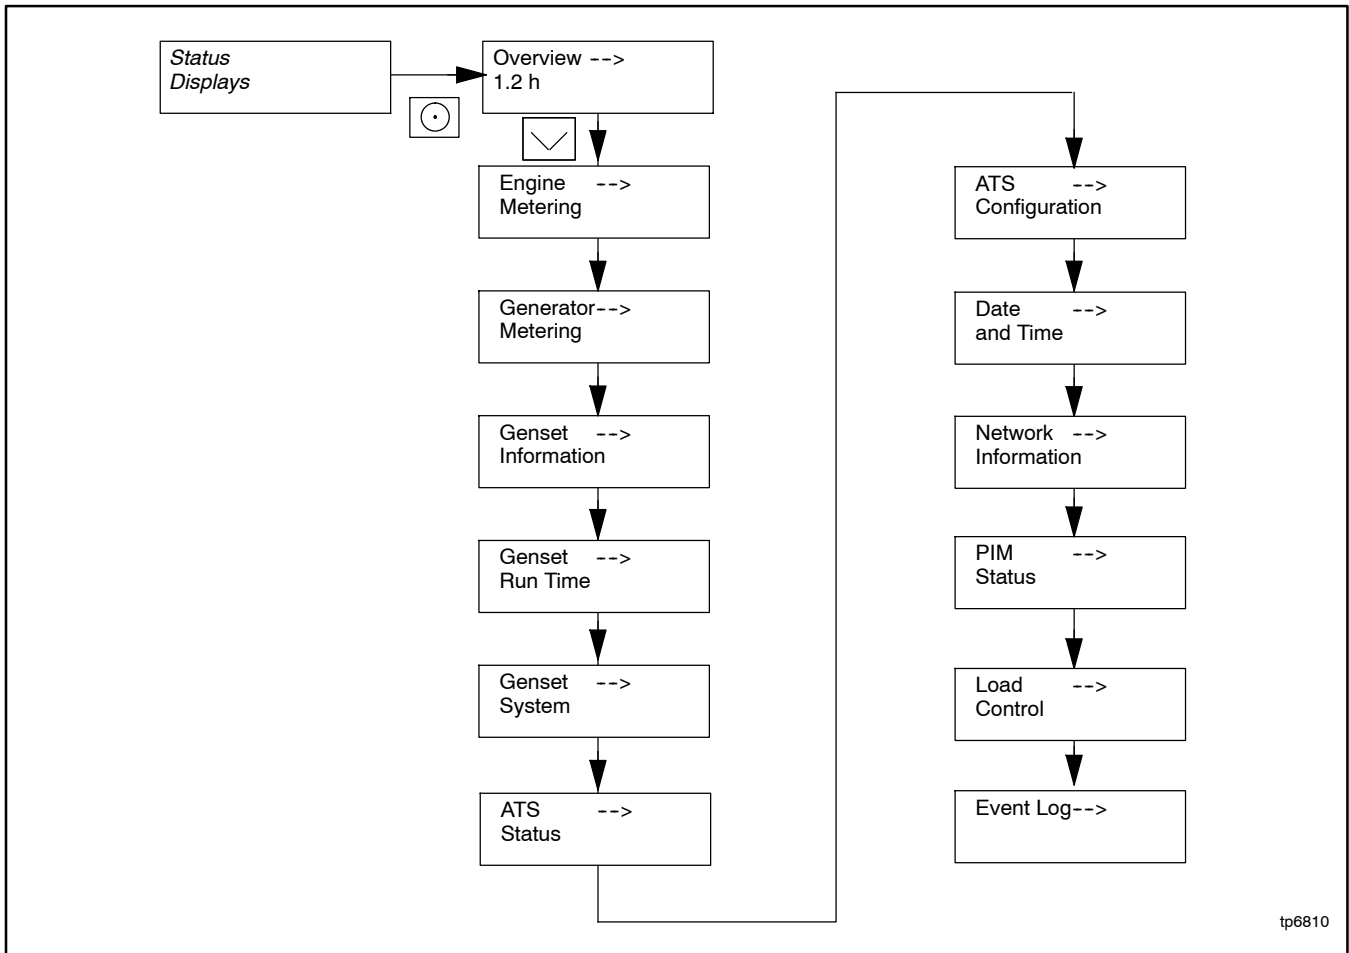 Status
Displays
Overview -->
1.2 h
Engine -->
Metering
Generator-->
Metering
Genset -->
Information
Genset -->
Run Time
Genset -->
System
ATS -->
Status
ATS -->
Configuration
Date -->
and Time
Network -->
Information
PIM -->
Status
Load -->
Control
Event Log-->
tp6810